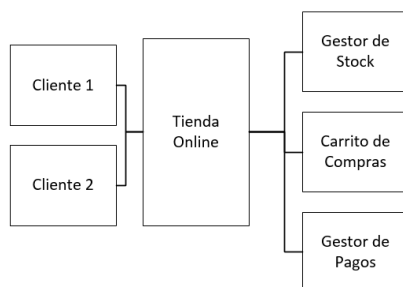 Cliente 1
Cliente 2
Tienda
Online
Gestor de
Stock
Carrito de
Compras
Gestor de
Pagos